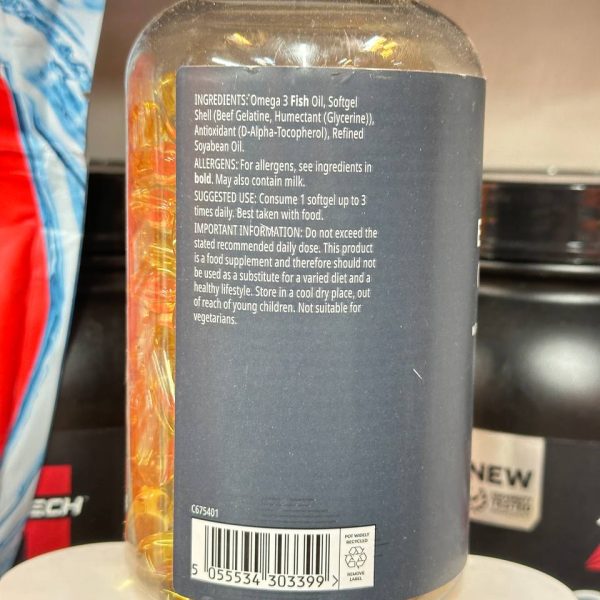 INGREDIENTS: Omega 3 Fish Oil, Softgel
Shell (Beef Gelatine, Humectant (Glycerine)),
Antioxidant (D-Alpha-Tocopherol), Refined
Soyabean Oil.
ALLERGENS: For allergens, see ingredients in
bold. May also contain milk.
SUGGESTED USE: Consume 1 softgel up to 3
times daily. Best taken with food.
IMPORTANT INFORMATION: Do not exceed the
stated recommended daily dose. This product
is a food supplement and therefore should not
be used as a substitute for a varied diet and a
healthy lifestyle. Store in a cool dry place, out
of reach of young children. Not suitable for
vegetarians.
C675401
POT WIDELY
RECYCLED
REMOVE
LABEL
5 055534 303399 >
ECH
NEW